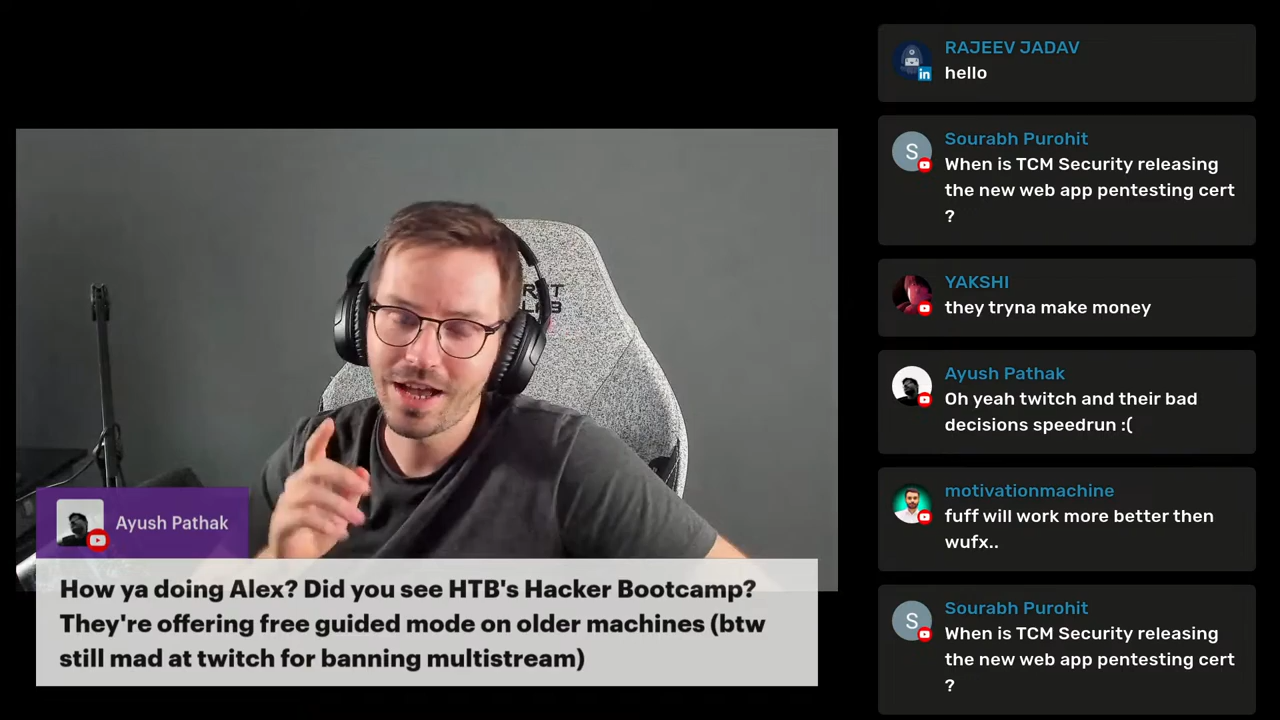 RAJEEV JADAV
hello
S
Sourabh Purohit
When is TCM Security releasing
the new web app pentesting cert
?
YAKSHI
they tryna make money
Ayush Pathak
Oh yeah twitch and their bad
decisions speedrun :(
motivationmachine
fuff will work more better then
wufx..
S
Sourabh Purohit
When is TCM Security releasing
the new web app pentesting cert
?
Ayush Pathak
How ya doing Alex? Did you see HTB's Hacker Bootcamp?
They're offering free guided mode on older machines (btw
still mad at twitch for banning multistream)